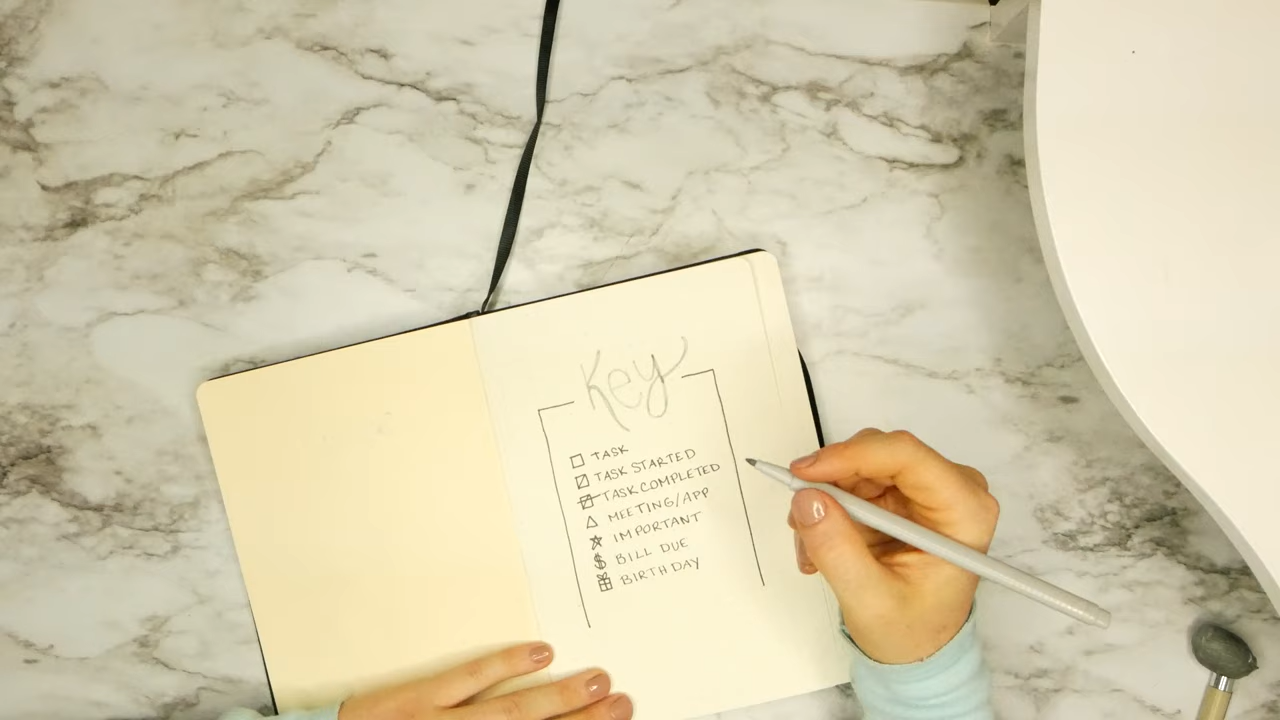 Key
TASK
TASK STARTED
TASK COMPLETED
MEETING/APP
IMPORTANT
$ BILL DUE
BIRTHDAY